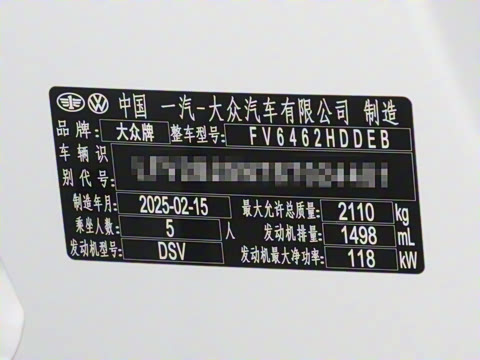 中国 一汽-大众汽车有限公司 制造
品牌: 大众牌 整车型号: FV6462HDDEB
车辆识
别代号:
制造年月: 2025-02-15 最大允许总质量: 2110 kg
乘坐人数: 5 人 发动机排量: 1498 mL
发动机型号: DSV 发动机最大净功率: 118 kW